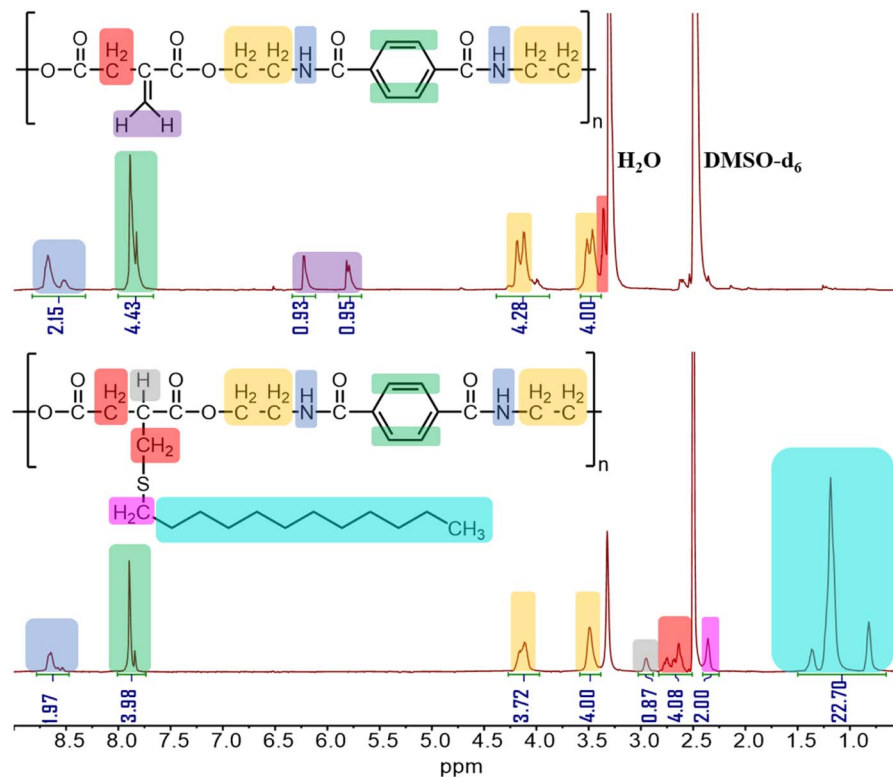 O O H₂ C O H₂ H₂ C C H N O O H N H₂ H₂ C C n
H H
H₂O
DMSO-d₆
2.15 4.43 0.93 0.95 4.28 4.00
O O H₂ C H O H₂ H₂ C C H N O O H N H₂ H₂ C C n
CH₂
S
H₂C
CH₃
1.97 3.98 3.72 4.00 0.87 4.08 2.00 22.70
8.5 8.0 7.5 7.0 6.5 6.0 5.5 5.0 4.5 4.0 3.5 3.0 2.5 2.0 1.5 1.0
ppm